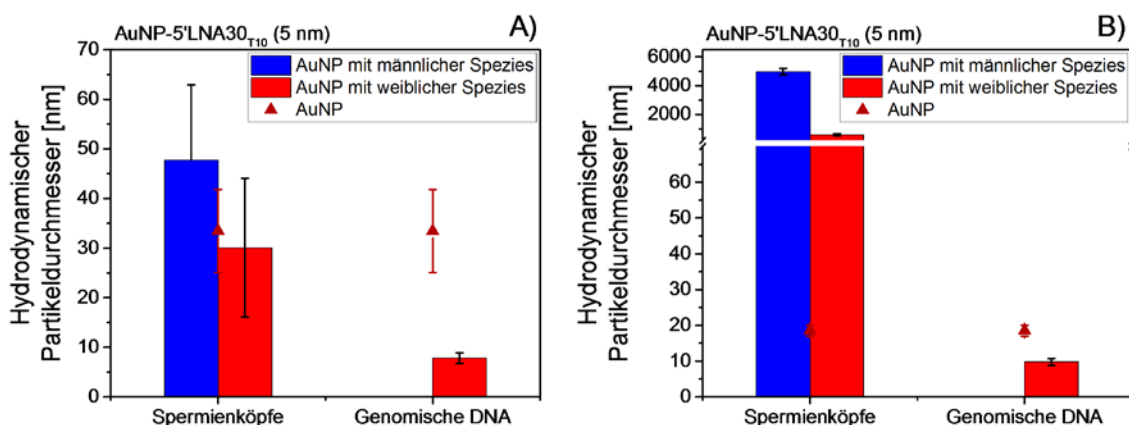 AuNP-5'LNA30T10 (5 nm)
A)
AuNP mit männlicher Spezies
AuNP mit weiblicher Spezies
AuNP
Hydrodynamischer
Partikeldurchmesser [nm]
70
60
50
40
30
20
10
0
Spermienköpfe
Genomische DNA
AuNP-5'LNA30T10 (5 nm)
B)
AuNP mit männlicher Spezies
AuNP mit weiblicher Spezies
AuNP
Hydrodynamischer
Partikeldurchmesser [nm]
6000
4000
2000
60
50
40
30
20
10
0
Spermienköpfe
Genomische DNA